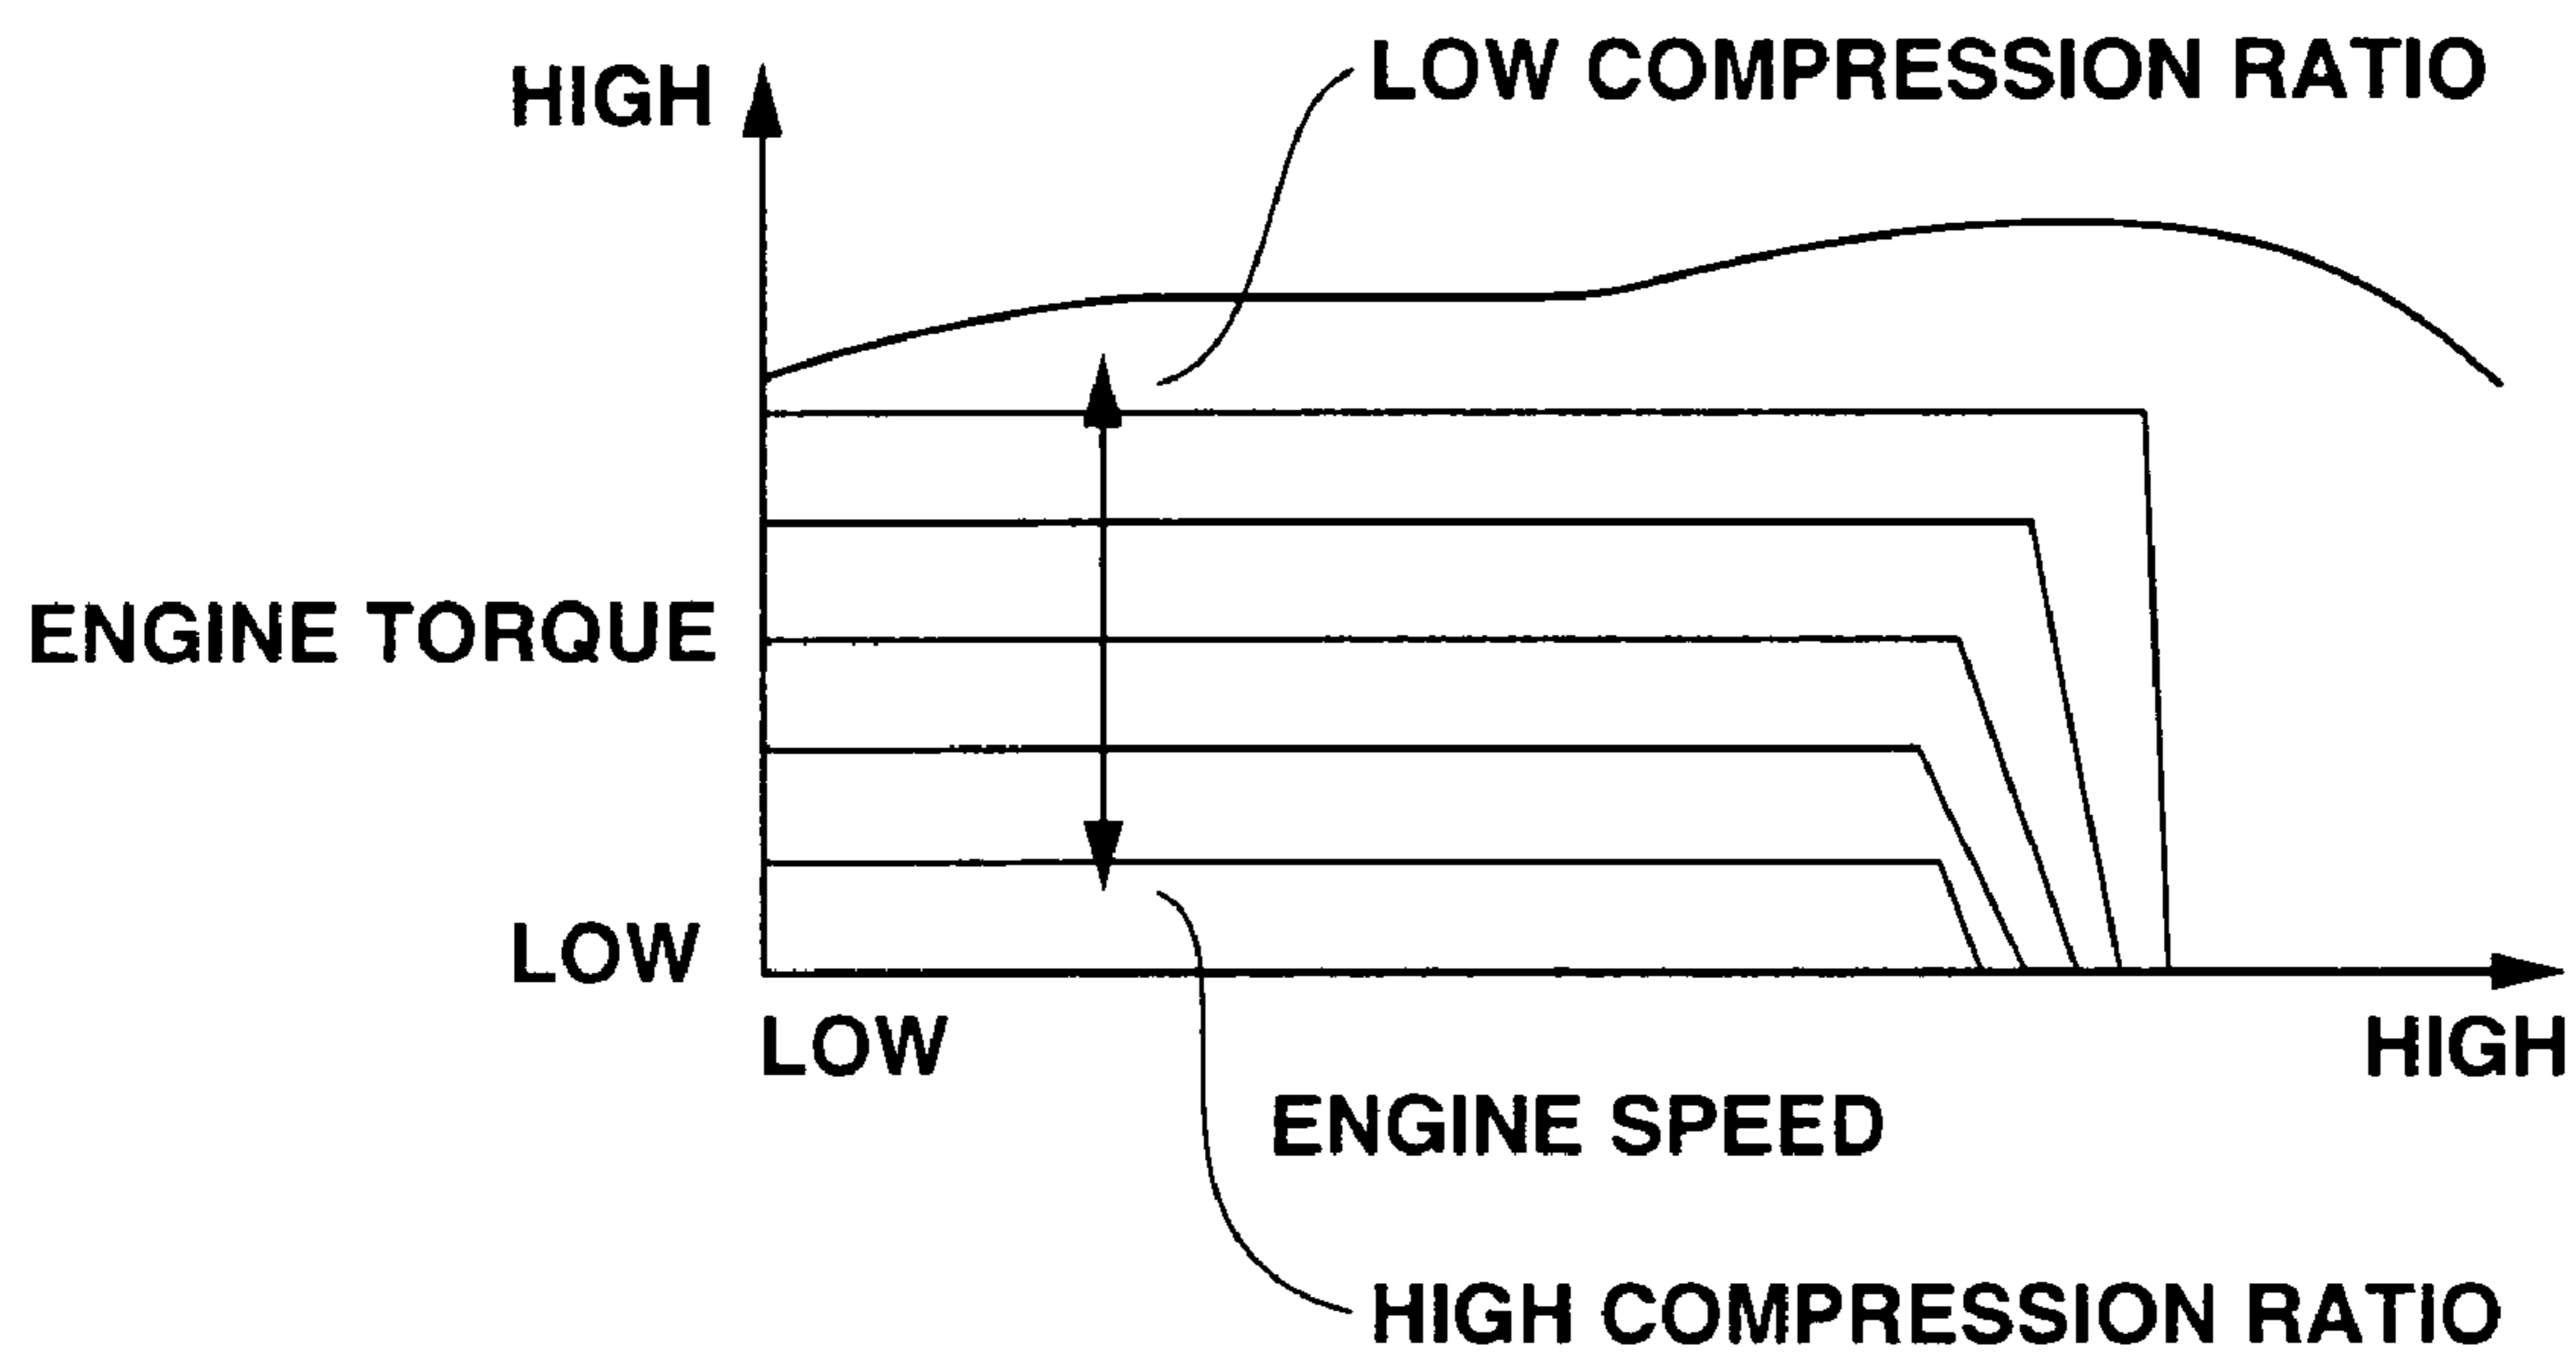 LOW COMPRESSION RATIO
HIGH
ENGINE TORQUE
LOW
LOW
HIGH
ENGINE SPEED
HIGH COMPRESSION RATIO